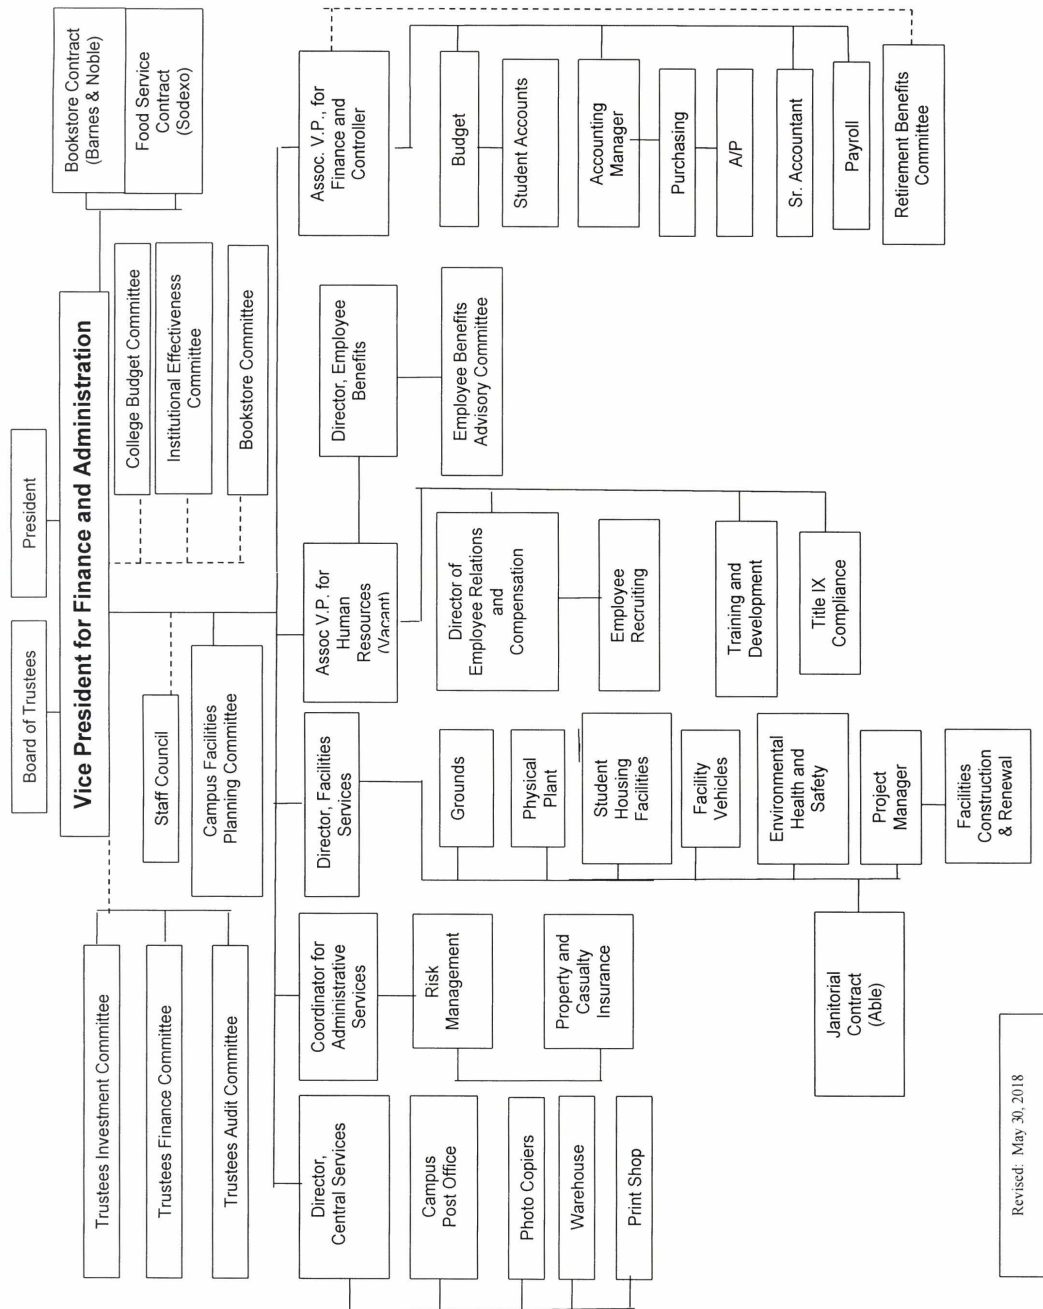 Board of Trustees
President
Vice President for Finance and Administration
Bookstore Contract
(Barnes & Noble)
Food Service
Contract
(Sodexo)
Trustees Investment Committee
Trustees Finance Committee
Trustees Audit Committee
Staff Council
Campus Facilities
Planning Committee
College Budget Committee
Institutional Effectiveness
Committee
Bookstore Committee
Director,
Central Services
Campus
Post Office
Photo Copiers
Warehouse
Print Shop
Coordinator for
Administrative
Services
Risk
Management
Property and
Casualty
Insurance
Director, Facilities
Services
Grounds
Physical
Plant
Student
Housing
Facilities
Facility
Vehicles
Environmental
Health and
Safety
Project
Manager
Facilities
Construction
& Renewal
Janitorial
Contract
(Able)
Assoc V.P. for
Human
Resources
(Vacant)
Director of
Employee Relations
and
Compensation
Employee
Recruiting
Training and
Development
Title IX
Compliance
Director, Employee
Benefits
Employee Benefits
Advisory Committee
Assoc. V.P., for
Finance and
Controller
Budget
Student Accounts
Accounting
Manager
Purchasing
A/P
Sr. Accountant
Payroll
Retirement Benefits
Committee
Revised: May 30, 2018